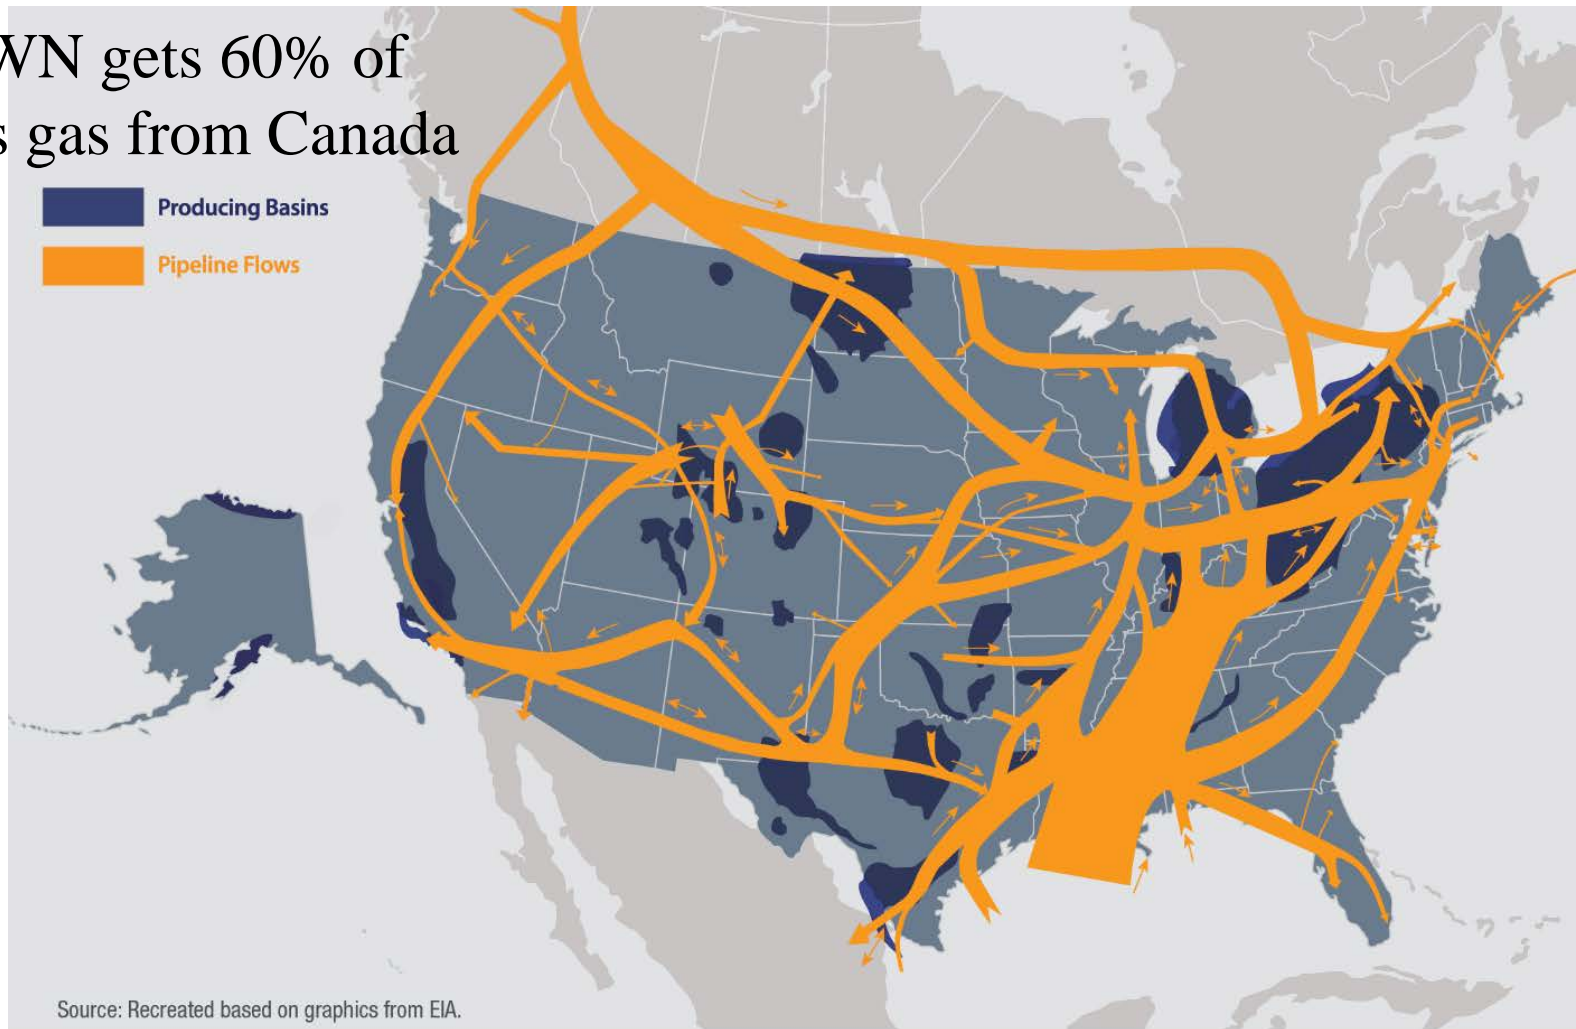 WN gets 60% of
s gas from Canada
Producing Basins
Pipeline Flows
Source: Recreated based on graphics from EIA.